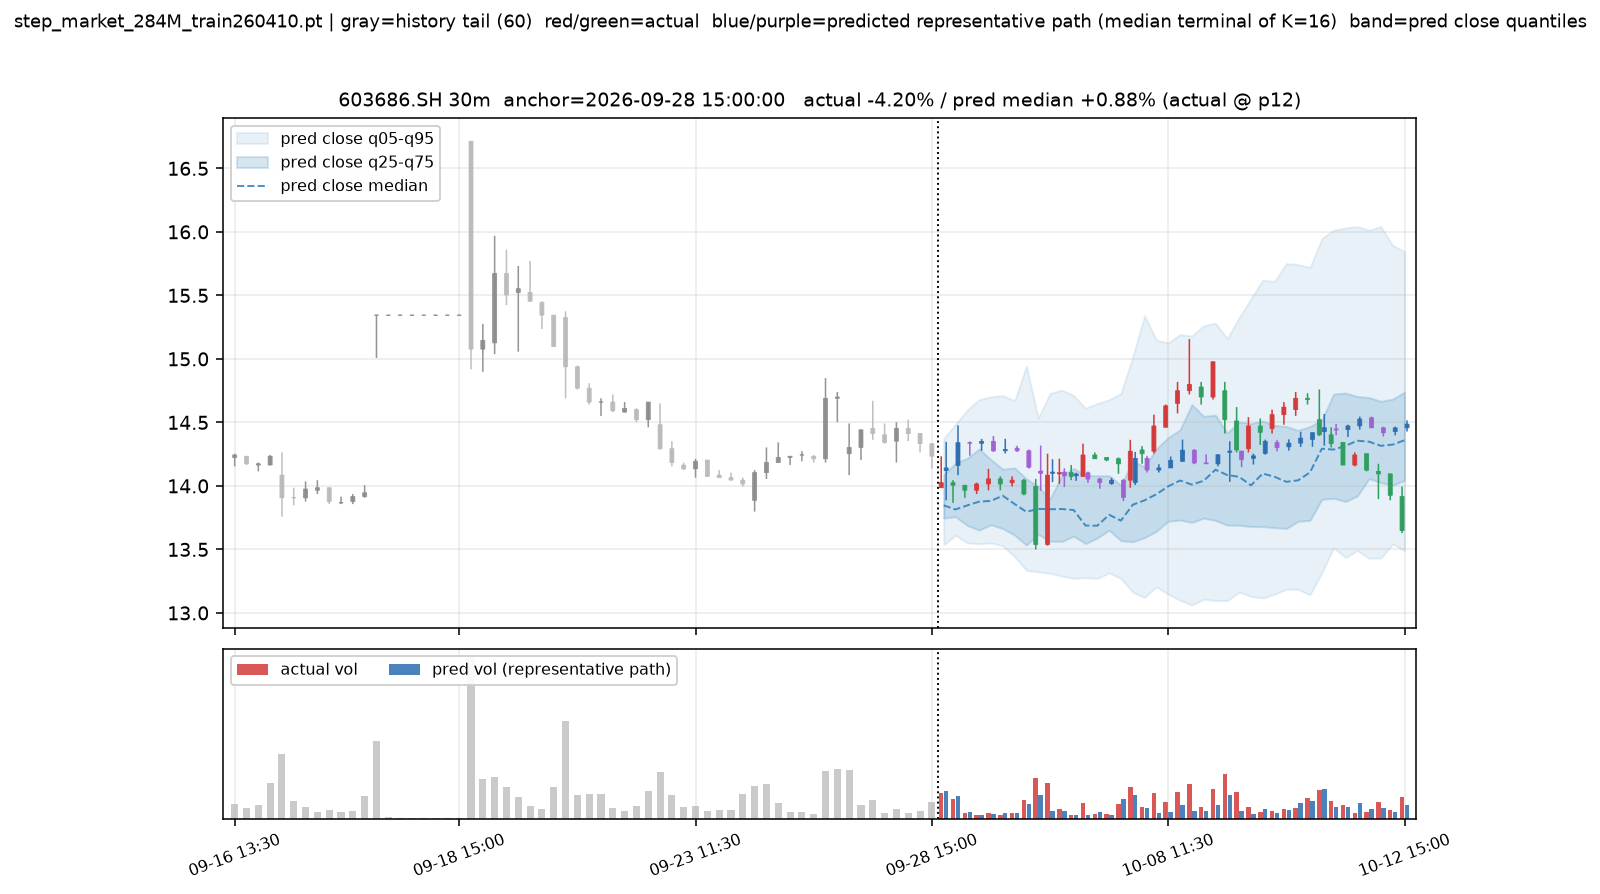 step_market_284M_train260410.pt | gray=history tail (60)  red/green=actual  blue/purple=predicted representative path (median terminal of K=16)  band=pred close quantiles
603686.SH 30m  anchor=2026-09-28 15:00:00   actual -4.20% / pred median +0.88% (actual @ p12)
pred close q05-q95
pred close q25-q75
pred close median
16.5
16.0
15.5
15.0
14.5
14.0
13.5
13.0
actual vol
pred vol (representative path)
09-16 13:30
09-18 15:00
09-23 11:30
09-28 15:00
10-08 11:30
10-12 15:00